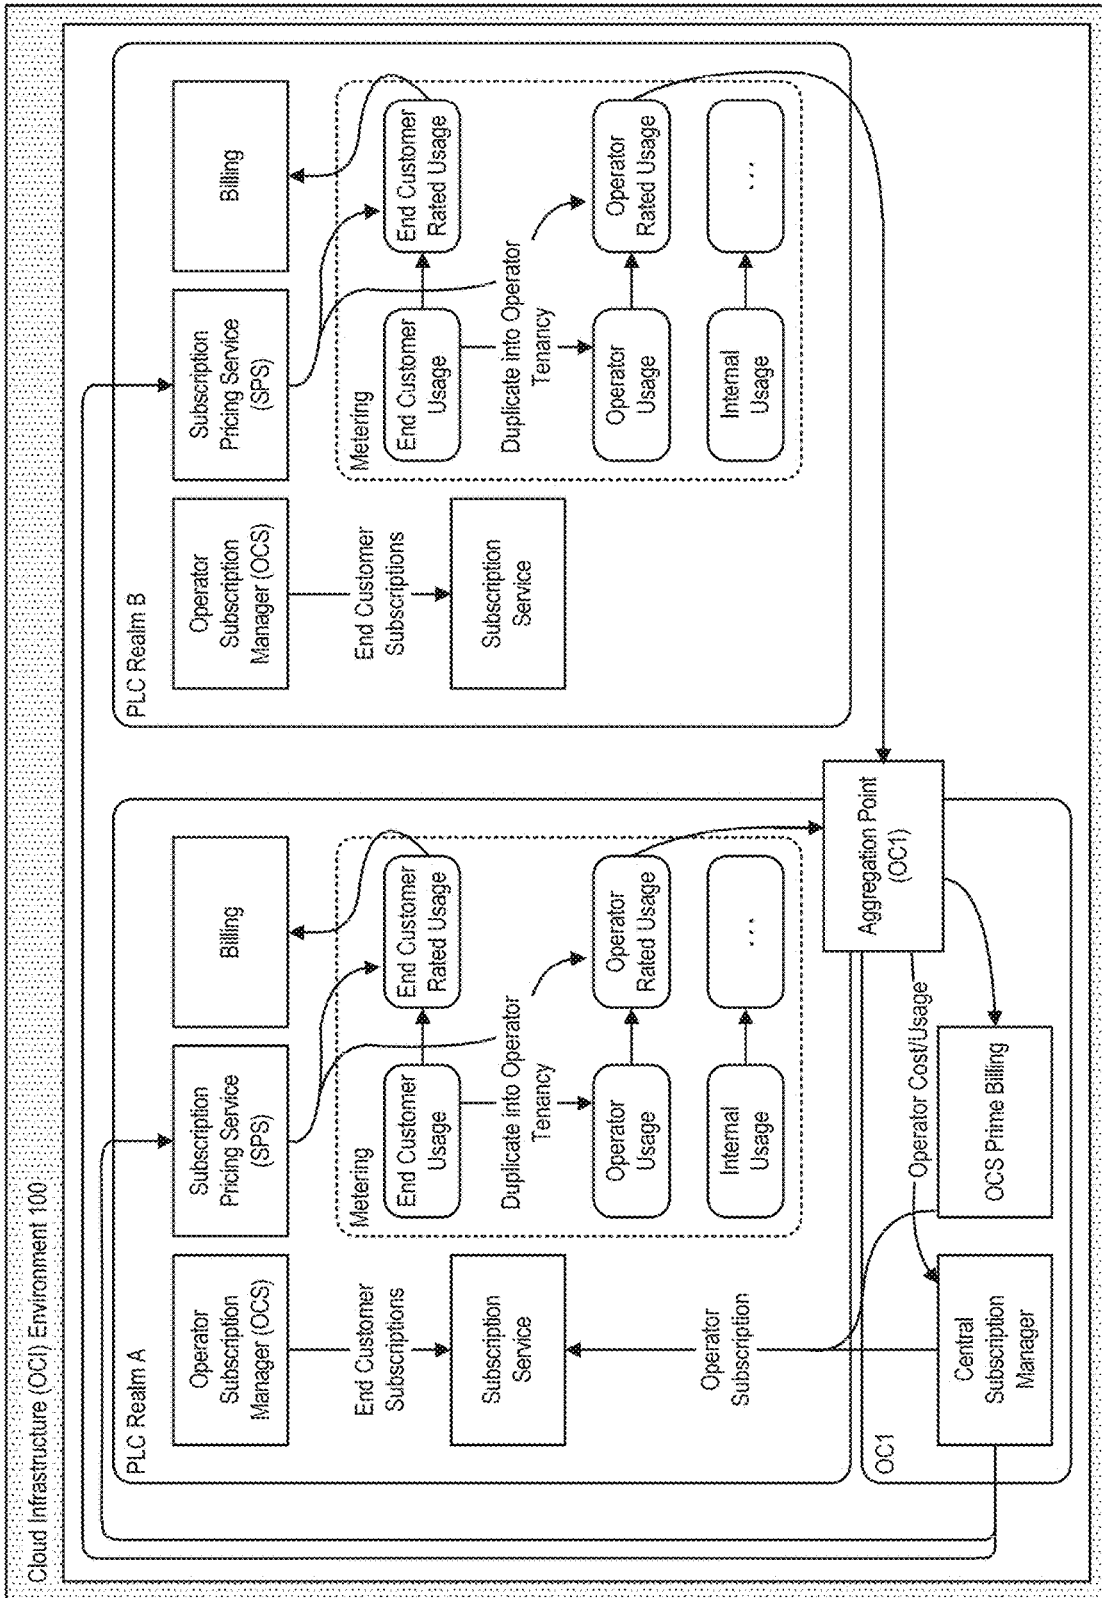 Cloud Infrastructure (OCI) Environment 100
PLC Realm A
Operator
Subscription
Manager (OCS)
Subscription
Pricing Service
(SPS)
Billing
End Customer
Subscriptions
Subscription
Service
Metering
End Customer
Usage
End Customer
Rated Usage
Duplicate into Operator
Tenancy
Operator
Usage
Operator
Rated Usage
Internal
Usage
...
Operator
Subscription
PLC Realm B
Operator
Subscription
Manager (OCS)
Subscription
Pricing Service
(SPS)
Billing
End Customer
Subscriptions
Subscription
Service
Metering
End Customer
Usage
End Customer
Rated Usage
Duplicate into Operator
Tenancy
Operator
Usage
Operator
Rated Usage
Internal
Usage
...
OC1
Central
Subscription
Manager
Operator Cost/Usage
OCS Prime Billing
Aggregation Point
(OC1)